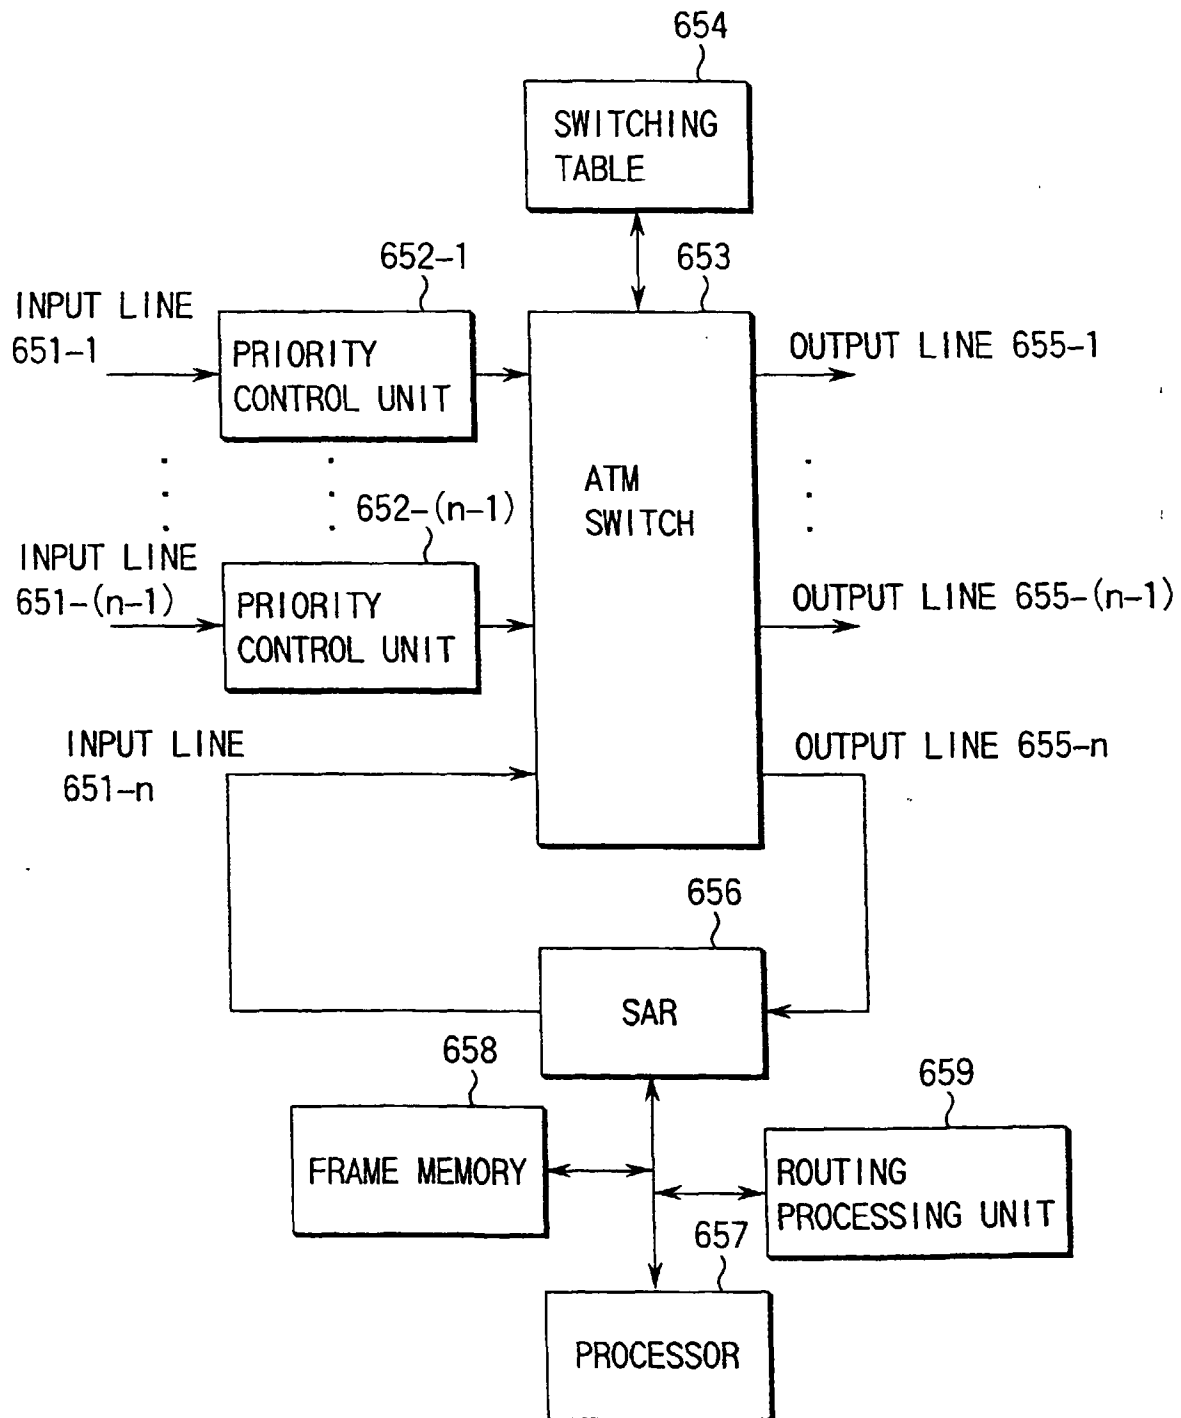 654
SWITCHING
TABLE
652-1
653
INPUT LINE
651-1
PRIORITY
CONTROL UNIT
OUTPUT LINE 655-1
ATM
SWITCH
652-(n-1)
INPUT LINE
651-(n-1)
PRIORITY
CONTROL UNIT
OUTPUT LINE 655-(n-1)
INPUT LINE
651-n
OUTPUT LINE 655-n
656
SAR
658
FRAME MEMORY
659
ROUTING
PROCESSING UNIT
657
PROCESSOR